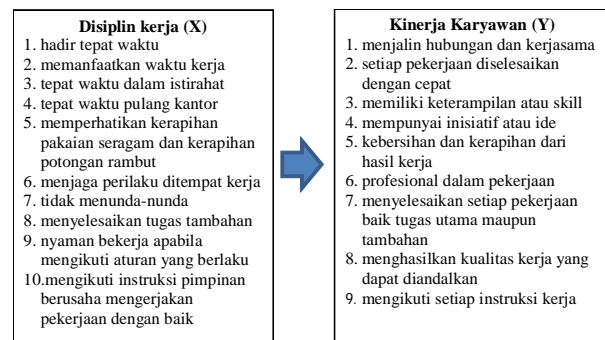 Disiplin kerja (X)
1. hadir tepat waktu
2. memanfaatkan waktu kerja
3. tepat waktu dalam istirahat
4. tepat waktu pulang kantor
5. memperhatikan kerapihan
pakaian seragam dan kerapihan
potongan rambut
6. menjaga perilaku ditempat kerja
7. tidak menunda-nunda
8. menyelesaikan tugas tambahan
9. nyaman bekerja apabila
mengikuti aturan yang berlaku
10.mengikuti instruksi pimpinan
berusaha mengerjakan
pekerjaan dengan baik
Kinerja Karyawan (Y)
1. menjalin hubungan dan kerjasama
2. setiap pekerjaan diselesaikan
dengan cepat
3. memiliki keterampilan atau skill
4. mempunyai inisiatif atau ide
5. kebersihan dan kerapihan dari
hasil kerja
6. profesional dalam pekerjaan
7. menyelesaikan setiap pekerjaan
baik tugas utama maupun
tambahan
8. menghasilkan kualitas kerja yang
dapat diandalkan
9. mengikuti setiap instruksi kerja